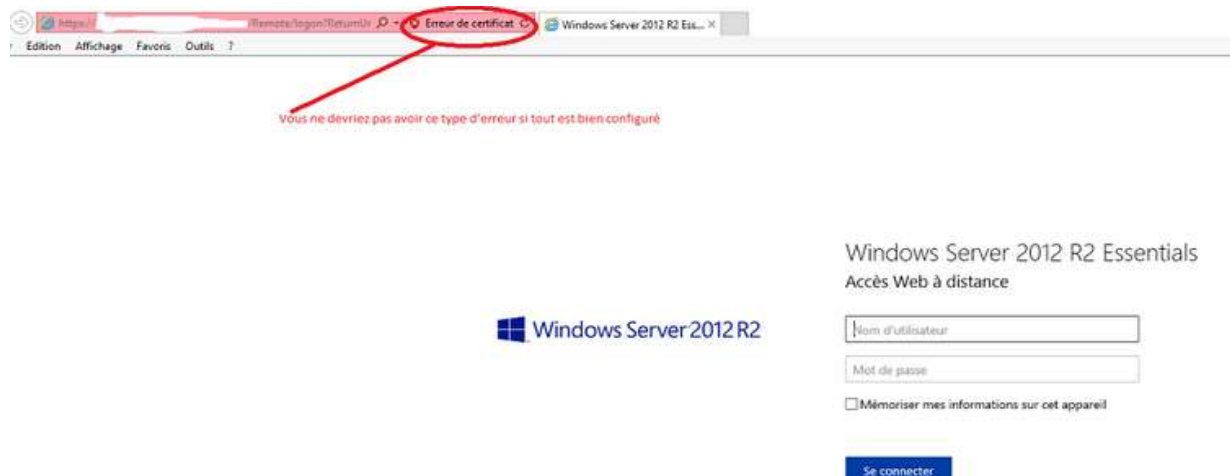 https:// /Remote/logon?ReturnUr Erreur de certificat Windows Server 2012 R2 Ess...
Edition Affichage Favoris Outils ?
Vous ne devriez pas avoir ce type d'erreur si tout est bien configuré
Windows Server 2012 R2 Essentials
Accès Web à distance
Windows Server 2012 R2
Nom d'utilisateur
Mot de passe
Mémoriser mes informations sur cet appareil
Se connecter